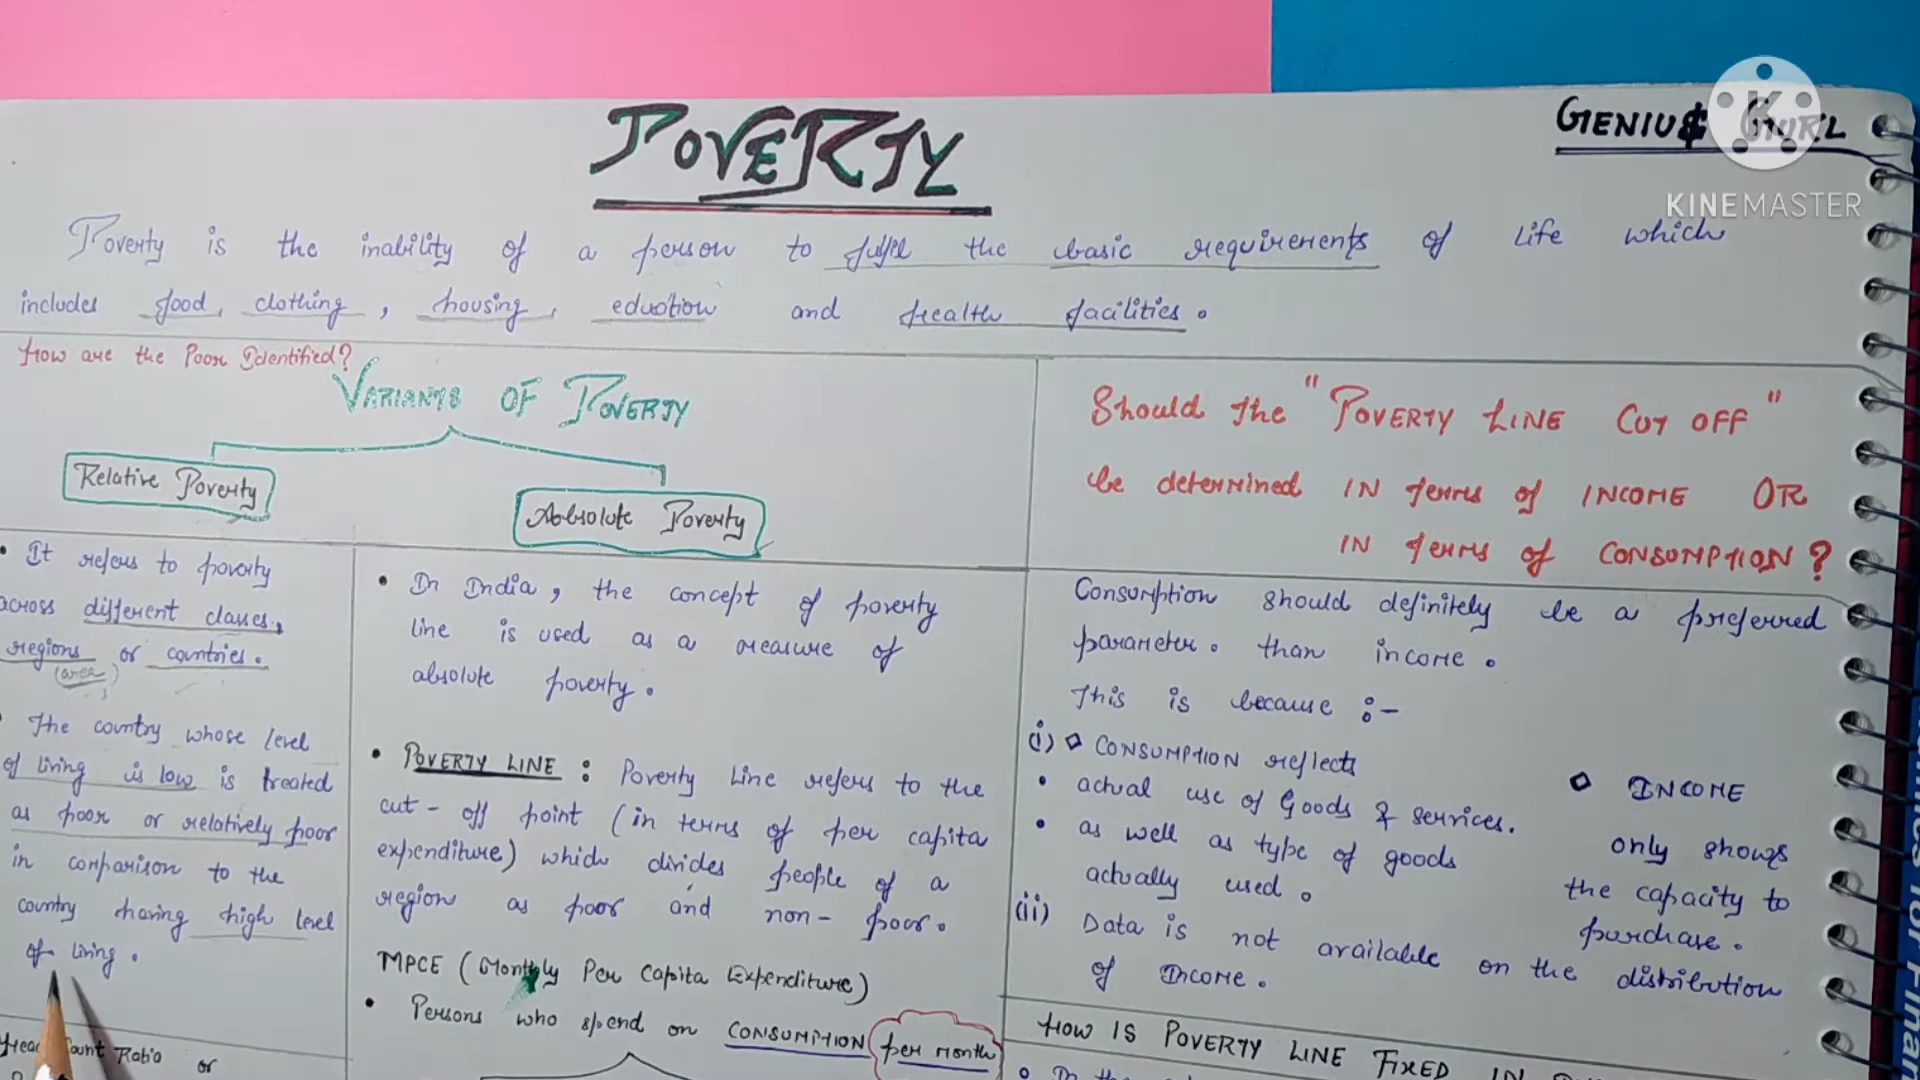 POVERTY
GENIUS
KINEMASTER
Poverty is the inability of a person to fulfil the basic requirements of life which
includes food, clothing, housing, eduction and health facilities.
How are the Poor Identified?
VARIANTS OF POVERTY
Relative Poverty
Absolute Poverty
• It refers to poverty
across different classes,
regions or countries.
(area)
• The country whose level
of living is low is treated
as poor or relatively poor
in comparison to the
country having high level
of living.
Ratio or
• In India, the concept of poverty
line is used as a measure of
absolute poverty.
• POVERTY LINE : Poverty Line refers to the
cut-off point (in terms of per capita
expenditure) which divides people of a
region as poor and non-poor.
MPCE (Monthly Per Capita Expenditure)
• Persons who spend on CONSUMPTION per month
Should the "POVERTY LINE CUT OFF"
be determined IN terms of INCOME OR
IN terms of CONSUMPTION?
Consumption should definitely be a preferred
parameter. than income.
This is because :-
(i) CONSUMPTION reflects
• actual use of Goods & services.
• as well as type of goods
actually used.
INCOME
only shows
the capacity to
purchase.
(ii) Data is not available on the distribution
of Income.
HOW IS POVERTY LINE FIXED IN